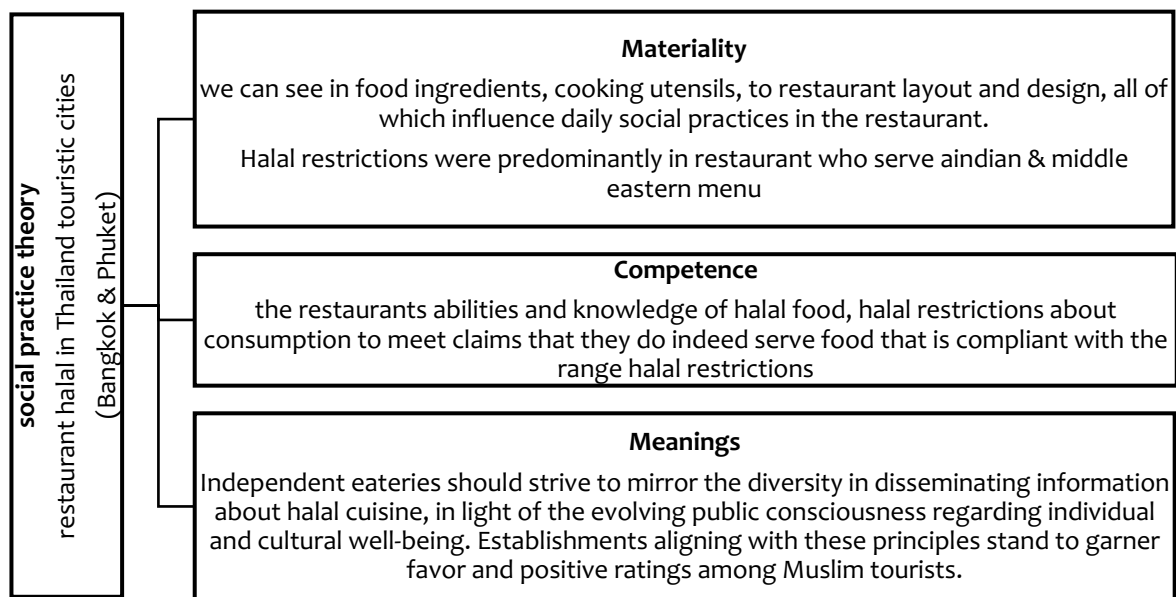 social practice theory
restaurant halal in Thailand touristic cities
(Bangkok & Phuket)
Materiality
we can see in food ingredients, cooking utensils, to restaurant layout and design, all of
which influence daily social practices in the restaurant.
Halal restrictions were predominantly in restaurant who serve aindian & middle
eastern menu
Competence
the restaurants abilities and knowledge of halal food, halal restrictions about
consumption to meet claims that they do indeed serve food that is compliant with the
range halal restrictions
Meanings
Independent eateries should strive to mirror the diversity in disseminating information
about halal cuisine, in light of the evolving public consciousness regarding individual
and cultural well-being. Establishments aligning with these principles stand to garner
favor and positive ratings among Muslim tourists.